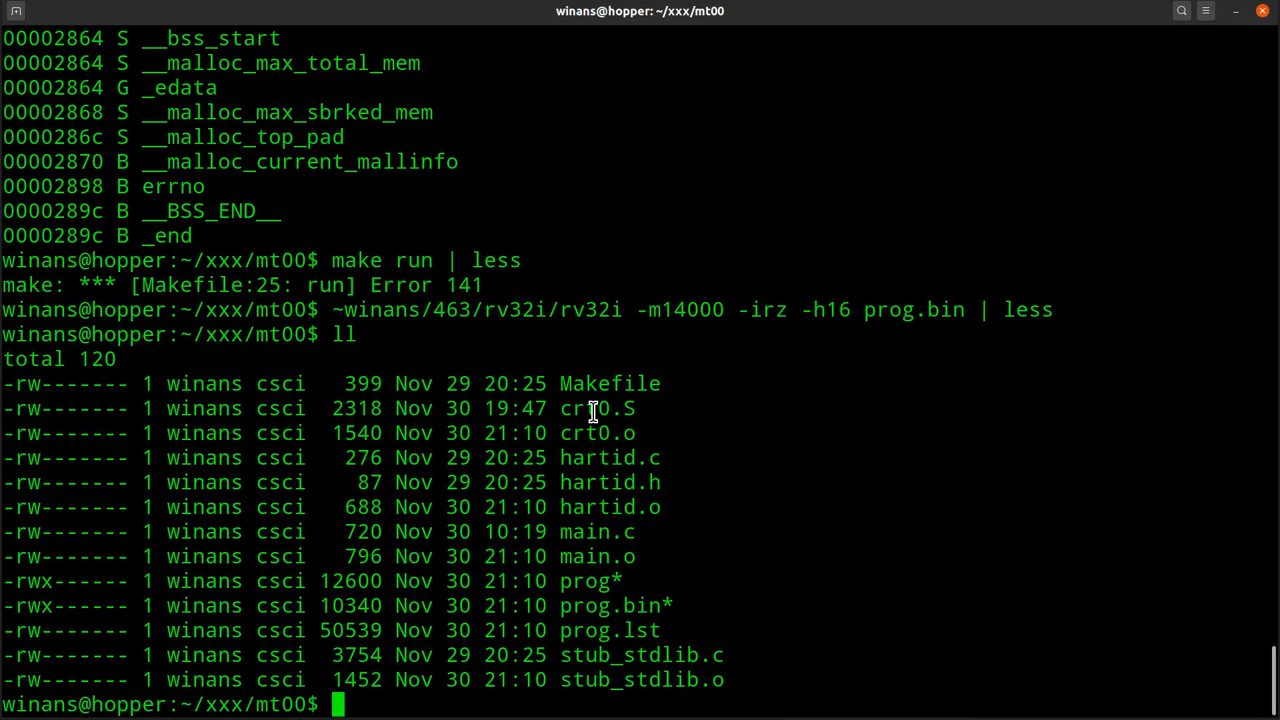 winans@hopper: ~/xxx/mt00
00002864 S __bss_start
00002864 S __malloc_max_total_mem
00002864 G _edata
00002868 S __malloc_max_sbrked_mem
0000286c S __malloc_top_pad
00002870 B __malloc_current_mallinfo
00002898 B errno
0000289c B __BSS_END__
0000289c B _end
winans@hopper:~/xxx/mt00$ make run | less
make: *** [Makefile:25: run] Error 141
winans@hopper:~/xxx/mt00$ ~winans/463/rv32i/rv32i -m14000 -irz -h16 prog.bin | less
winans@hopper:~/xxx/mt00$ ll
total 120
-rw------- 1 winans csci   399 Nov 29 20:25 Makefile
-rw------- 1 winans csci  2318 Nov 30 19:47 crt0.S
-rw------- 1 winans csci  1540 Nov 30 21:10 crt0.o
-rw------- 1 winans csci   276 Nov 29 20:25 hartid.c
-rw------- 1 winans csci    87 Nov 29 20:25 hartid.h
-rw------- 1 winans csci   688 Nov 30 21:10 hartid.o
-rw------- 1 winans csci   720 Nov 30 10:19 main.c
-rw------- 1 winans csci   796 Nov 30 21:10 main.o
-rwx------ 1 winans csci 12600 Nov 30 21:10 prog*
-rwx------ 1 winans csci 10340 Nov 30 21:10 prog.bin*
-rw------- 1 winans csci 50539 Nov 30 21:10 prog.lst
-rw------- 1 winans csci  3754 Nov 29 20:25 stub_stdlib.c
-rw------- 1 winans csci  1452 Nov 30 21:10 stub_stdlib.o
winans@hopper:~/xxx/mt00$